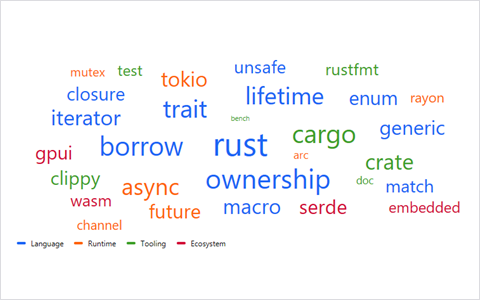 unsafe
mutex
test
tokio
rustfmt
closure
lifetime
enum
rayon
iterator
trait
bench
generic
borrow
rust
cargo
gpui
arc
crate
clippy
async
ownership
doc
match
wasm
future
macro
serde
embedded
channel
Language Runtime Tooling Ecosystem